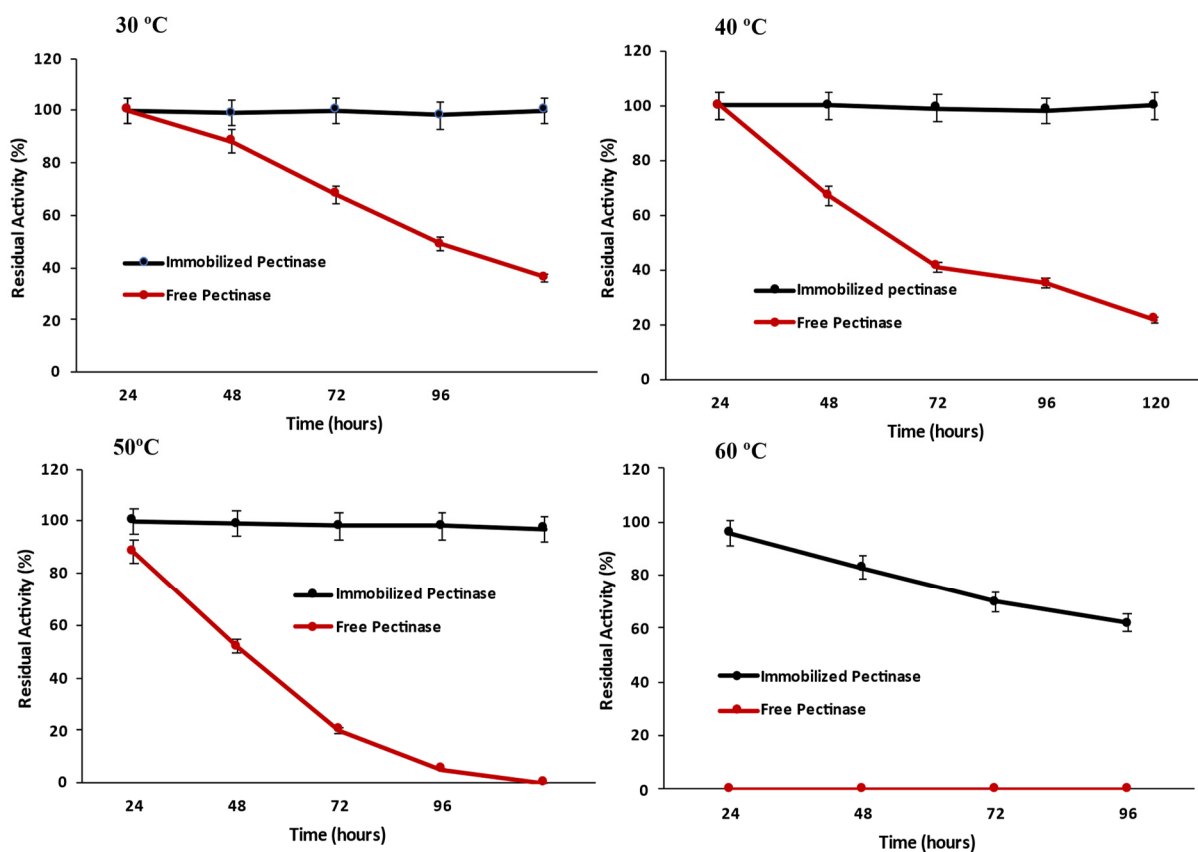 30 ºC
120
100
80
60
40
20
0
Residual Activity (%)
Immobilized Pectinase
Free Pectinase
24 48 72 96
Time (hours)
40 ºC
120
100
80
60
40
20
0
Residual Activity (%)
Immobilized pectinase
Free Pectinase
24 48 72 96 120
Time (hours)
50ºC
120
100
80
60
40
20
0
Residual Activity (%)
Immobilized Pectinase
Free Pectinase
24 48 72 96
Time (hours)
60 ºC
120
100
80
60
40
20
0
Residual Activity (%)
Immobilized Pectinase
Free Pectinase
24 48 72 96
Time (hours)